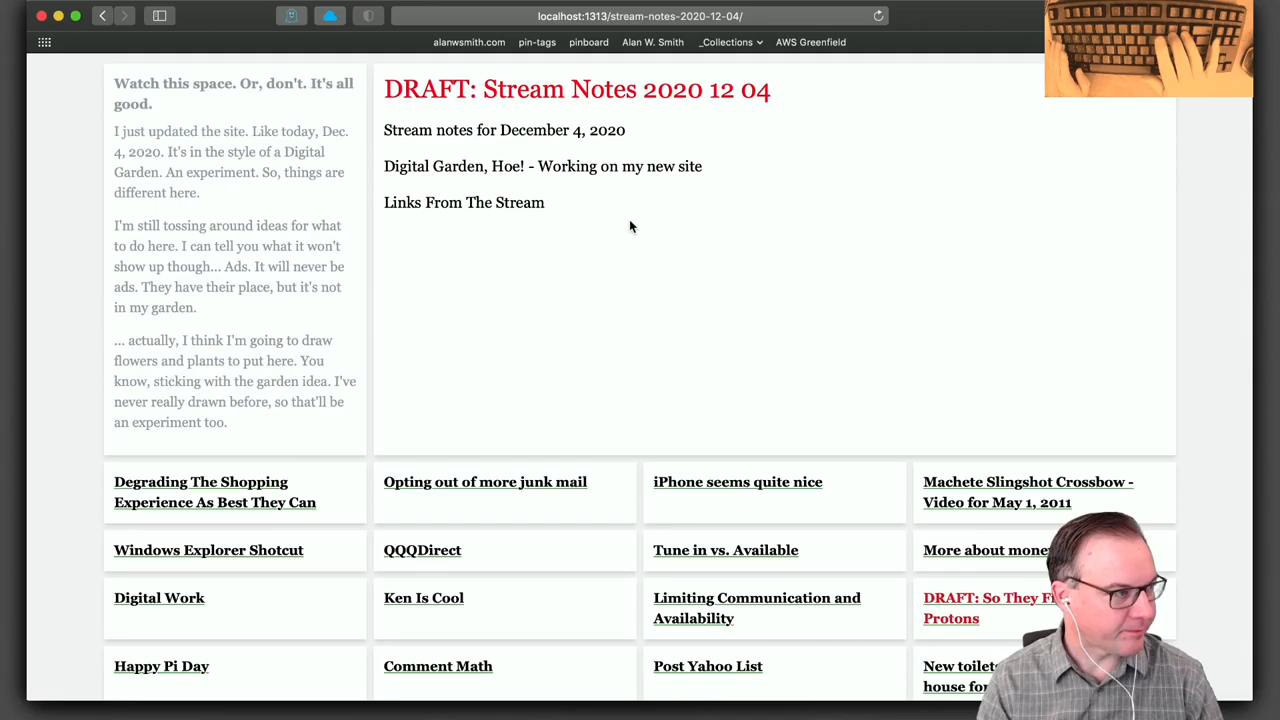 localhost:1313/stream-notes-2020-12-04/
alanwsmith.com pin-tags pinboard Alan W. Smith _Collections AWS Greenfield
Watch this space. Or, don't. It's all
good.
I just updated the site. Like today, Dec.
4, 2020. It's in the style of a Digital
Garden. An experiment. So, things are
different here.
I'm still tossing around ideas for what
to do here. I can tell you what it won't
show up though... Ads. It will never be
ads. They have their place, but it's not
in my garden.
... actually, I think I'm going to draw
flowers and plants to put here. You
know, sticking with the garden idea. I've
never really drawn before, so that'll be
an experiment too.
DRAFT: Stream Notes 2020 12 04
Stream notes for December 4, 2020
Digital Garden, Hoe! - Working on my new site
Links From The Stream
Degrading The Shopping
Experience As Best They Can
Opting out of more junk mail
iPhone seems quite nice
Machete Slingshot Crossbow -
Video for May 1, 2011
Windows Explorer Shotcut
QQQDirect
Tune in vs. Available
More about
Digital Work
Ken Is Cool
Limiting Communication and
Availability
DRAFT: So They
Protons
Happy Pi Day
Comment Math
Post Yahoo List
New
house